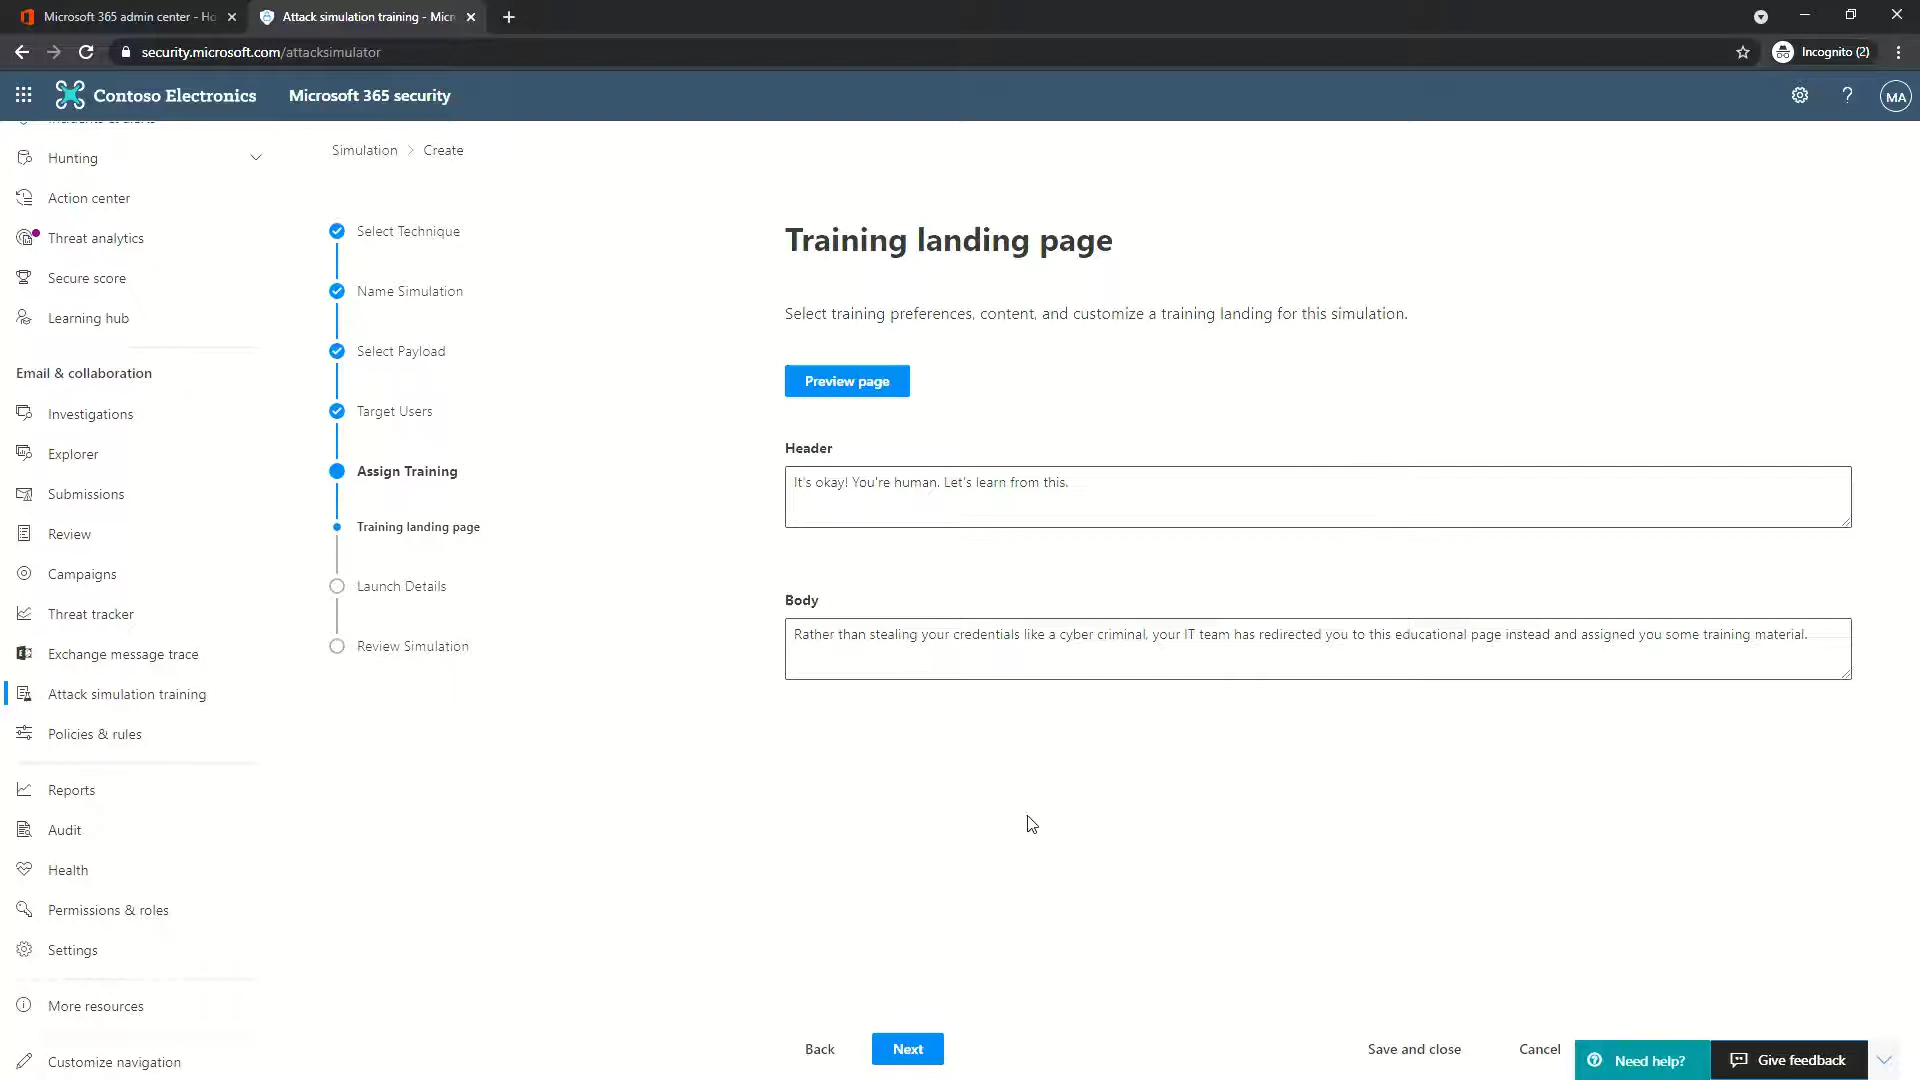 Microsoft 365 admin center - Ho
Attack simulation training - Micr
security.microsoft.com/attacksimulator
Incognito (2)
Contoso Electronics
Microsoft 365 security
MA
Simulation > Create
Hunting
Action center
Threat analytics
Secure score
Learning hub
Email & collaboration
Investigations
Explorer
Submissions
Review
Campaigns
Threat tracker
Exchange message trace
Attack simulation training
Policies & rules
Reports
Audit
Health
Permissions & roles
Settings
More resources
Customize navigation
Select Technique
Name Simulation
Select Payload
Target Users
Assign Training
Training landing page
Launch Details
Review Simulation
Training landing page
Select training preferences, content, and customize a training landing for this simulation.
Preview page
Header
It's okay! You're human. Let's learn from this.
Body
Rather than stealing your credentials like a cyber criminal, your IT team has redirected you to this educational page instead and assigned you some training material.
Back
Next
Save and close
Cancel
Need help?
Give feedback